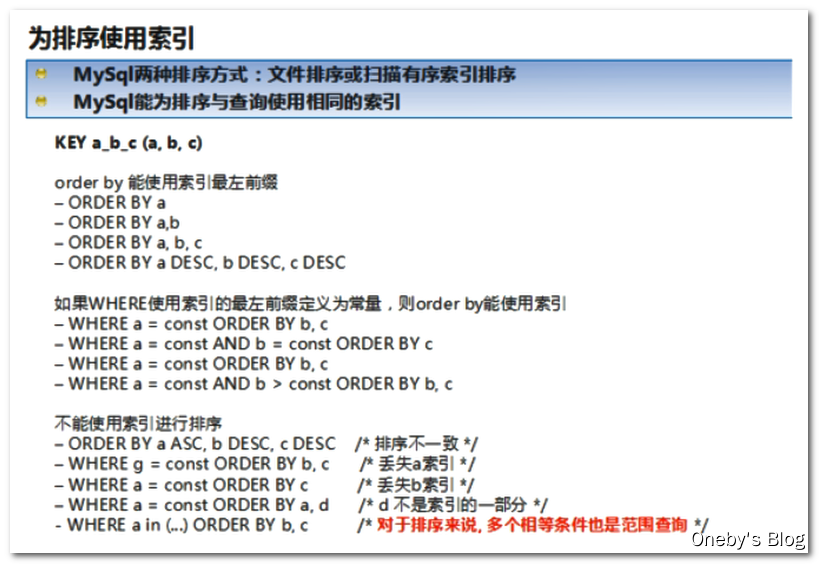 为排序使用索引
MySql两种排序方式：文件排序或扫描有序索引排序
MySql能为排序与查询使用相同的索引
KEY a_b_c (a, b, c)
order by 能使用索引最左前缀
– ORDER BY a
– ORDER BY a,b
– ORDER BY a, b, c
– ORDER BY a DESC, b DESC, c DESC
如果WHERE使用索引的最左前缀定义为常量，则order by能使用索引
– WHERE a = const ORDER BY b, c
– WHERE a = const AND b = const ORDER BY c
– WHERE a = const ORDER BY b, c
– WHERE a = const AND b > const ORDER BY b, c
不能使用索引进行排序
– ORDER BY a ASC, b DESC, c DESC /* 排序不一致 */
– WHERE g = const ORDER BY b, c /* 丢失a索引 */
– WHERE a = const ORDER BY c /* 丢失b索引 */
– WHERE a = const ORDER BY a, d /* d 不是索引的一部分 */
- WHERE a in (...) ORDER BY b, c /* 对于排序来说, 多个相等条件也是范围查询 */
Oneby's Blog